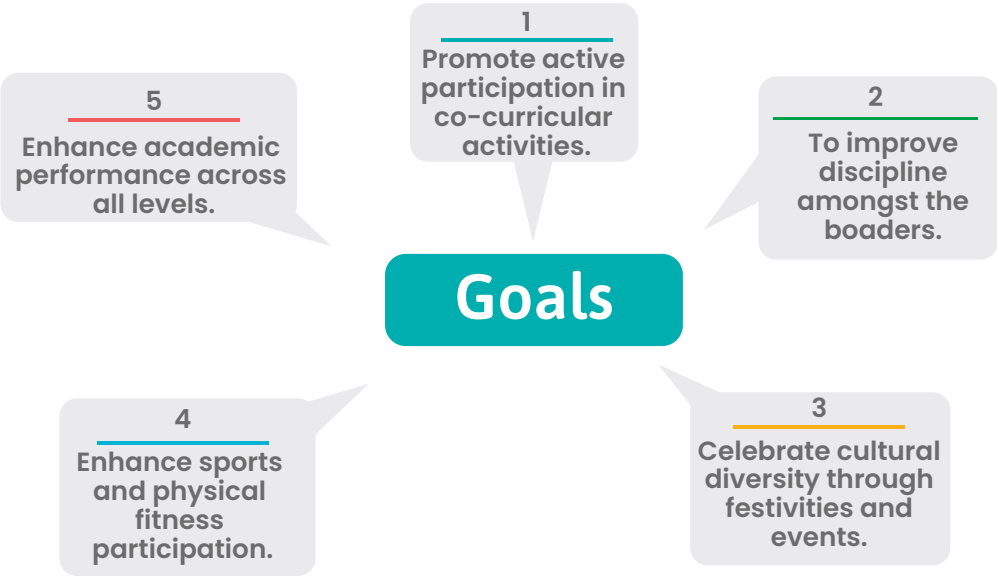 1
Promote active
participation in
co-curricular
activities.
2
To improve
discipline
amongst the
boaders.
3
Celebrate cultural
diversity through
festivities and
events.
4
Enhance sports
and physical
fitness
participation.
5
Enhance academic
performance across
all levels.
Goals